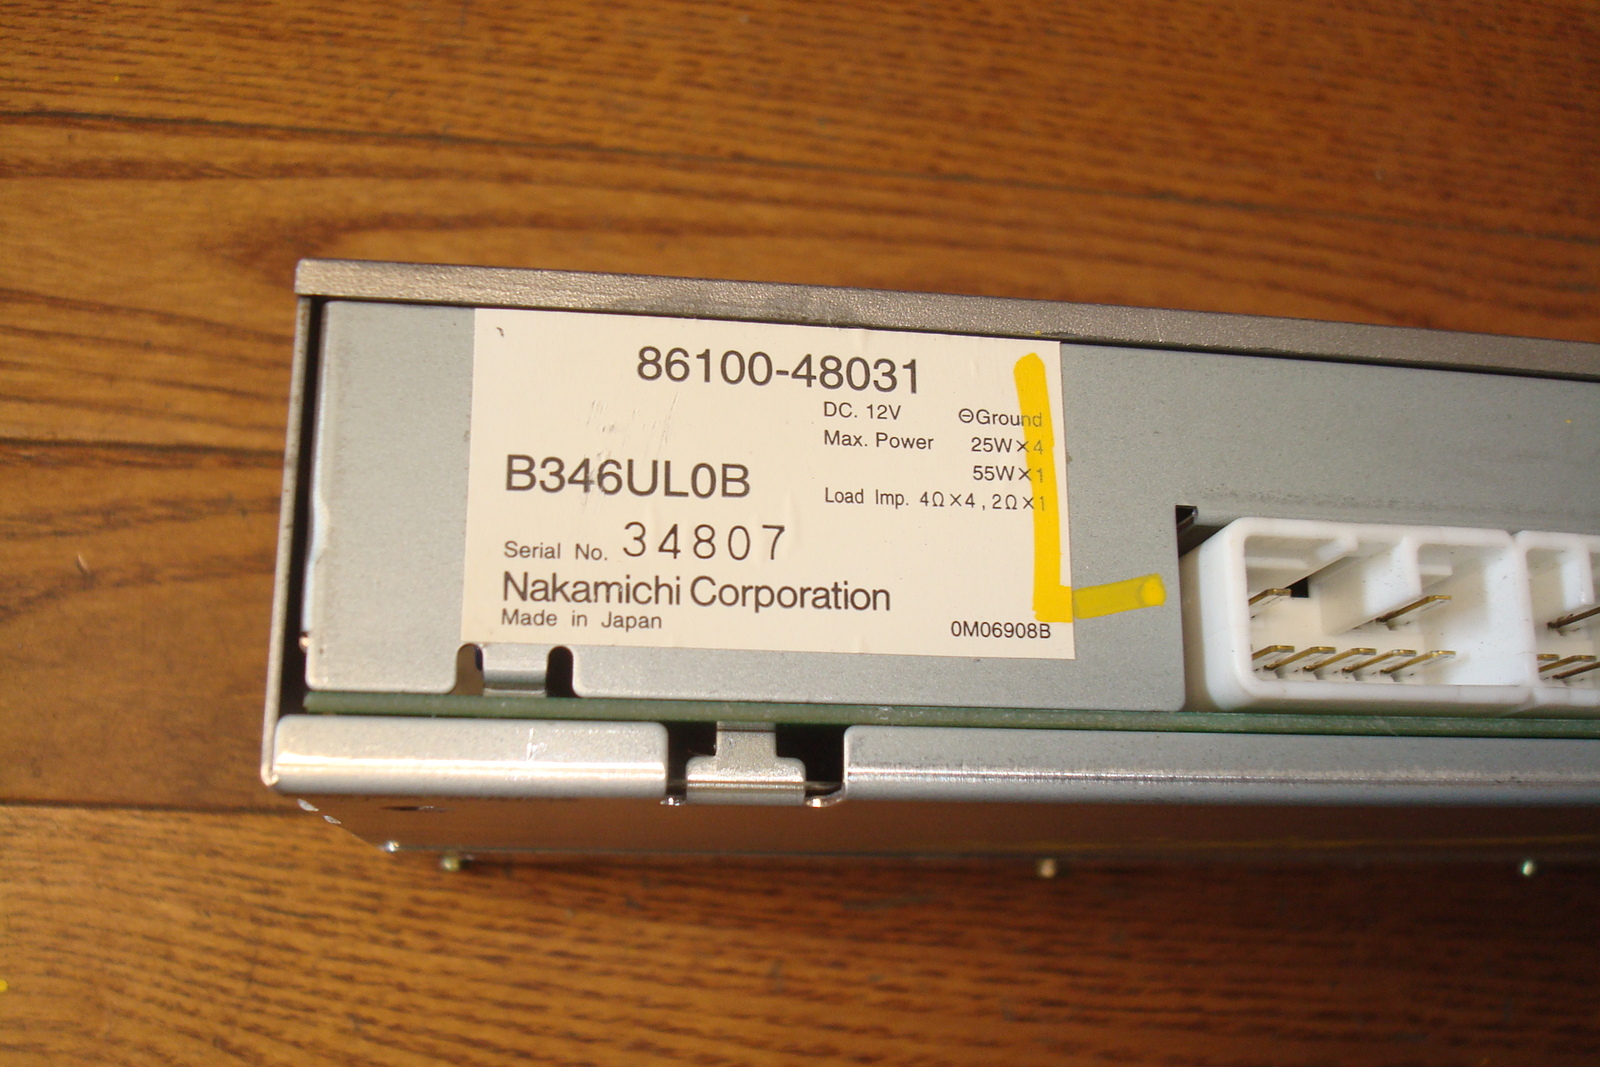 86100-48031
DC. 12V ⊖Ground
Max. Power 25W×4
55W×1
B346UL0B
Load Imp. 4Ω×4, 2Ω×1
Serial No. 34807
Nakamichi Corporation
Made in Japan
0M06908B